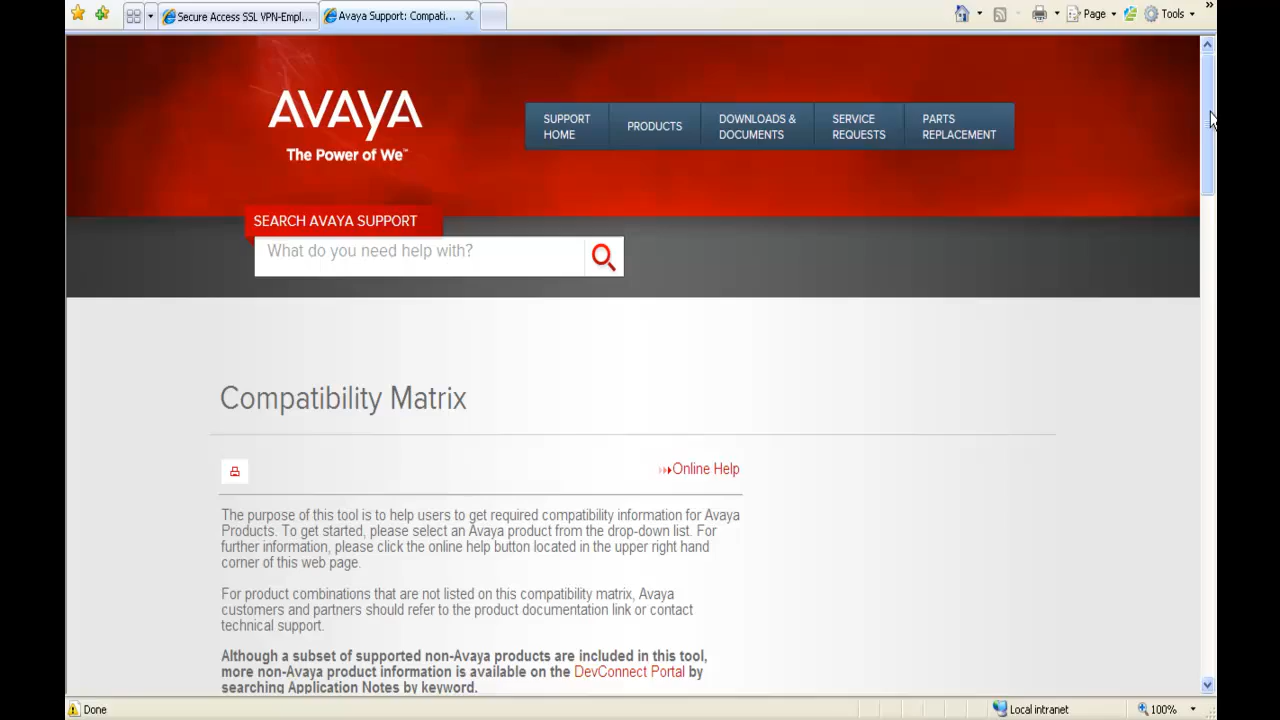 Secure Access SSL VPN-Empl...
Avaya Support: Compati...
Page
Tools
AVAYA
The Power of We™
SUPPORT HOME
PRODUCTS
DOWNLOADS & DOCUMENTS
SERVICE REQUESTS
PARTS REPLACEMENT
SEARCH AVAYA SUPPORT
What do you need help with?
Compatibility Matrix
Online Help
The purpose of this tool is to help users to get required compatibility information for Avaya
Products. To get started, please select an Avaya product from the drop-down list. For
further information, please click the online help button located in the upper right hand
corner of this web page.
For product combinations that are not listed on this compatibility matrix, Avaya
customers and partners should refer to the product documentation link or contact
technical support.
Although a subset of supported non-Avaya products are included in this tool,
more non-Avaya product information is available on the DevConnect Portal by
searching Application Notes by keyword.
Done
Local intranet
100%